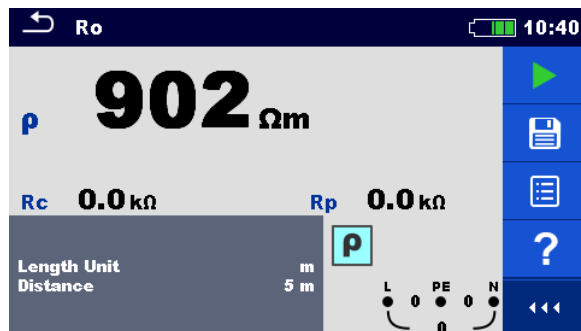 Ro 10:40
ρ 902 Ωm
Rc 0.0 kΩ Rp 0.0 kΩ
ρ
Length Unit m
Distance 5 m
L PE N
0 0
0
?